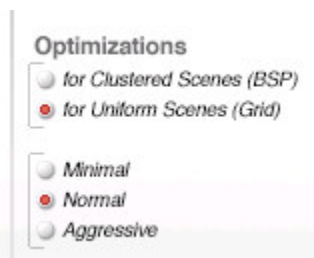 Optimizations
for Clustered Scenes (BSP)
for Uniform Scenes (Grid)
Minimal
Normal
Aggressive